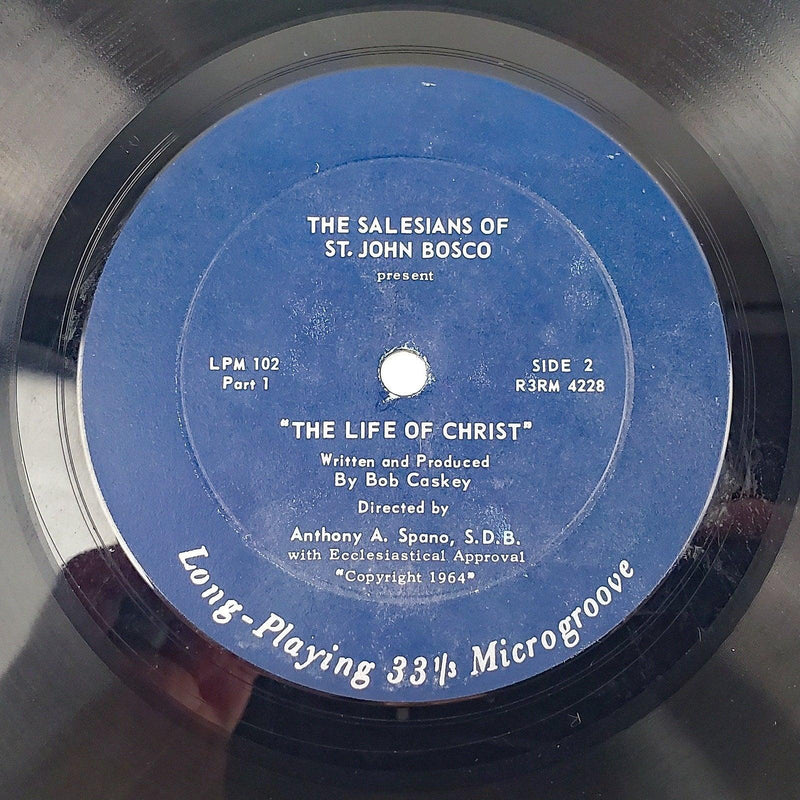 THE SALESIANS OF
ST. JOHN BOSCO
present
LPM 102
Part 1
SIDE 2
R3RM 4228
"THE LIFE OF CHRIST"
Written and Produced
By Bob Caskey
Directed by
Anthony A. Spano, S.D.B.
with Ecclesiastical Approval
"Copyright 1964"
Long-Playing 33⅓ Microgroove